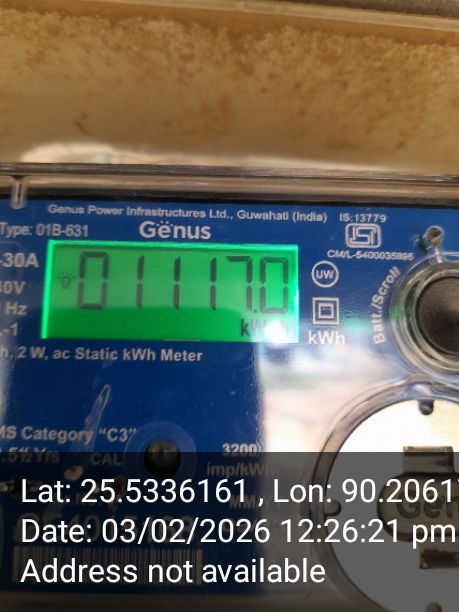 Genus Power Infrastructures Ltd., Guwahati (India) IS:13779
Type: 01B-631 Genus
CM/L-5400035895
-30A
011117.0
kWh
UW
kWh
Batt/Scroll
40V
Hz
-1
h, 2 W, ac Static kWh Meter
MS Category "C3"
CAL
3200
imp/kWh
Lat: 25.5336161 , Lon: 90.2061
Date: 03/02/2026 12:26:21 pm
Address not available